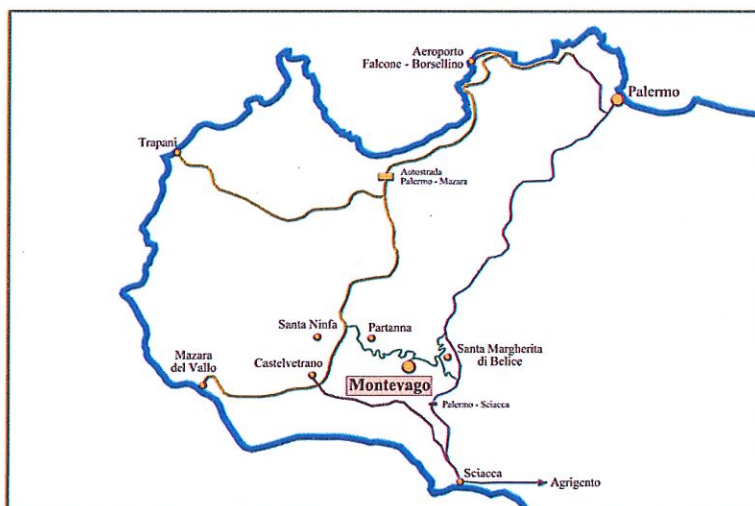 Aeroporto
Falcone - Borsellino
Palermo
Trapani
Autostrada
Palermo - Mazara
Santa Ninfa
Partanna
Santa Margherita
di Belice
Mazara
del Vallo
Castelvetrano
Montevago
Palermo - Sciacca
Sciacca
Agrigento